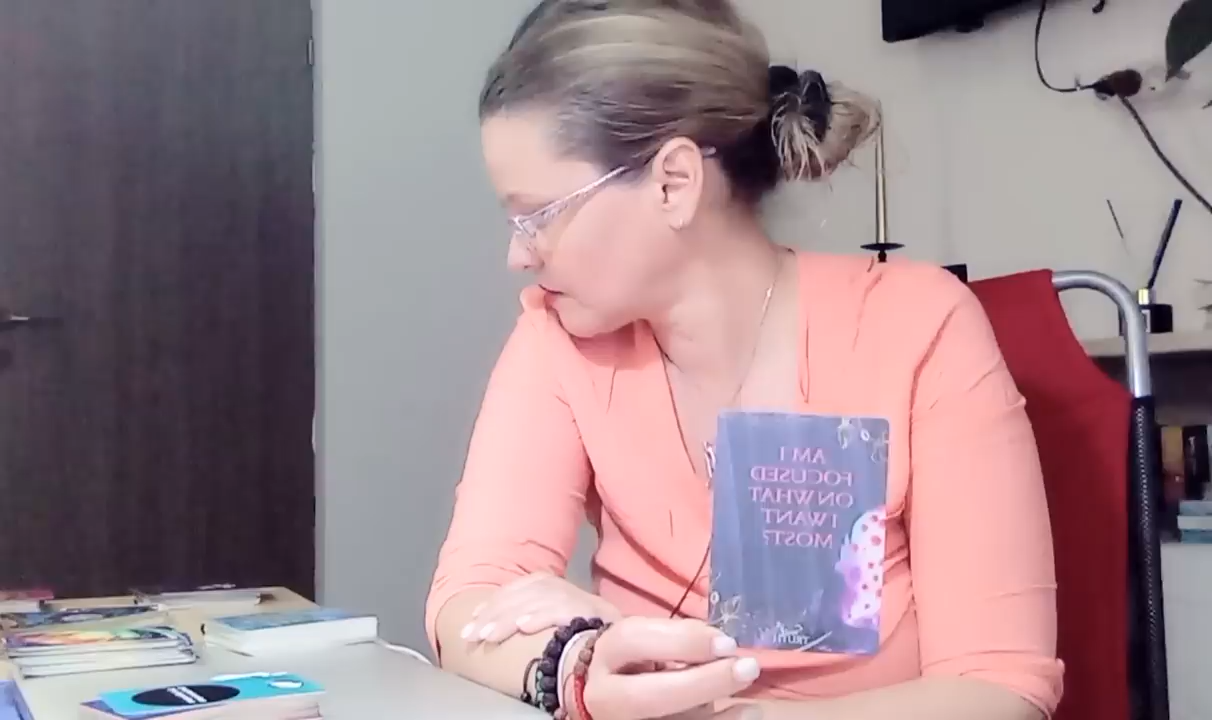 AM I
FOCUSED
ON WHAT
I WANT
MOST?
TRUTH